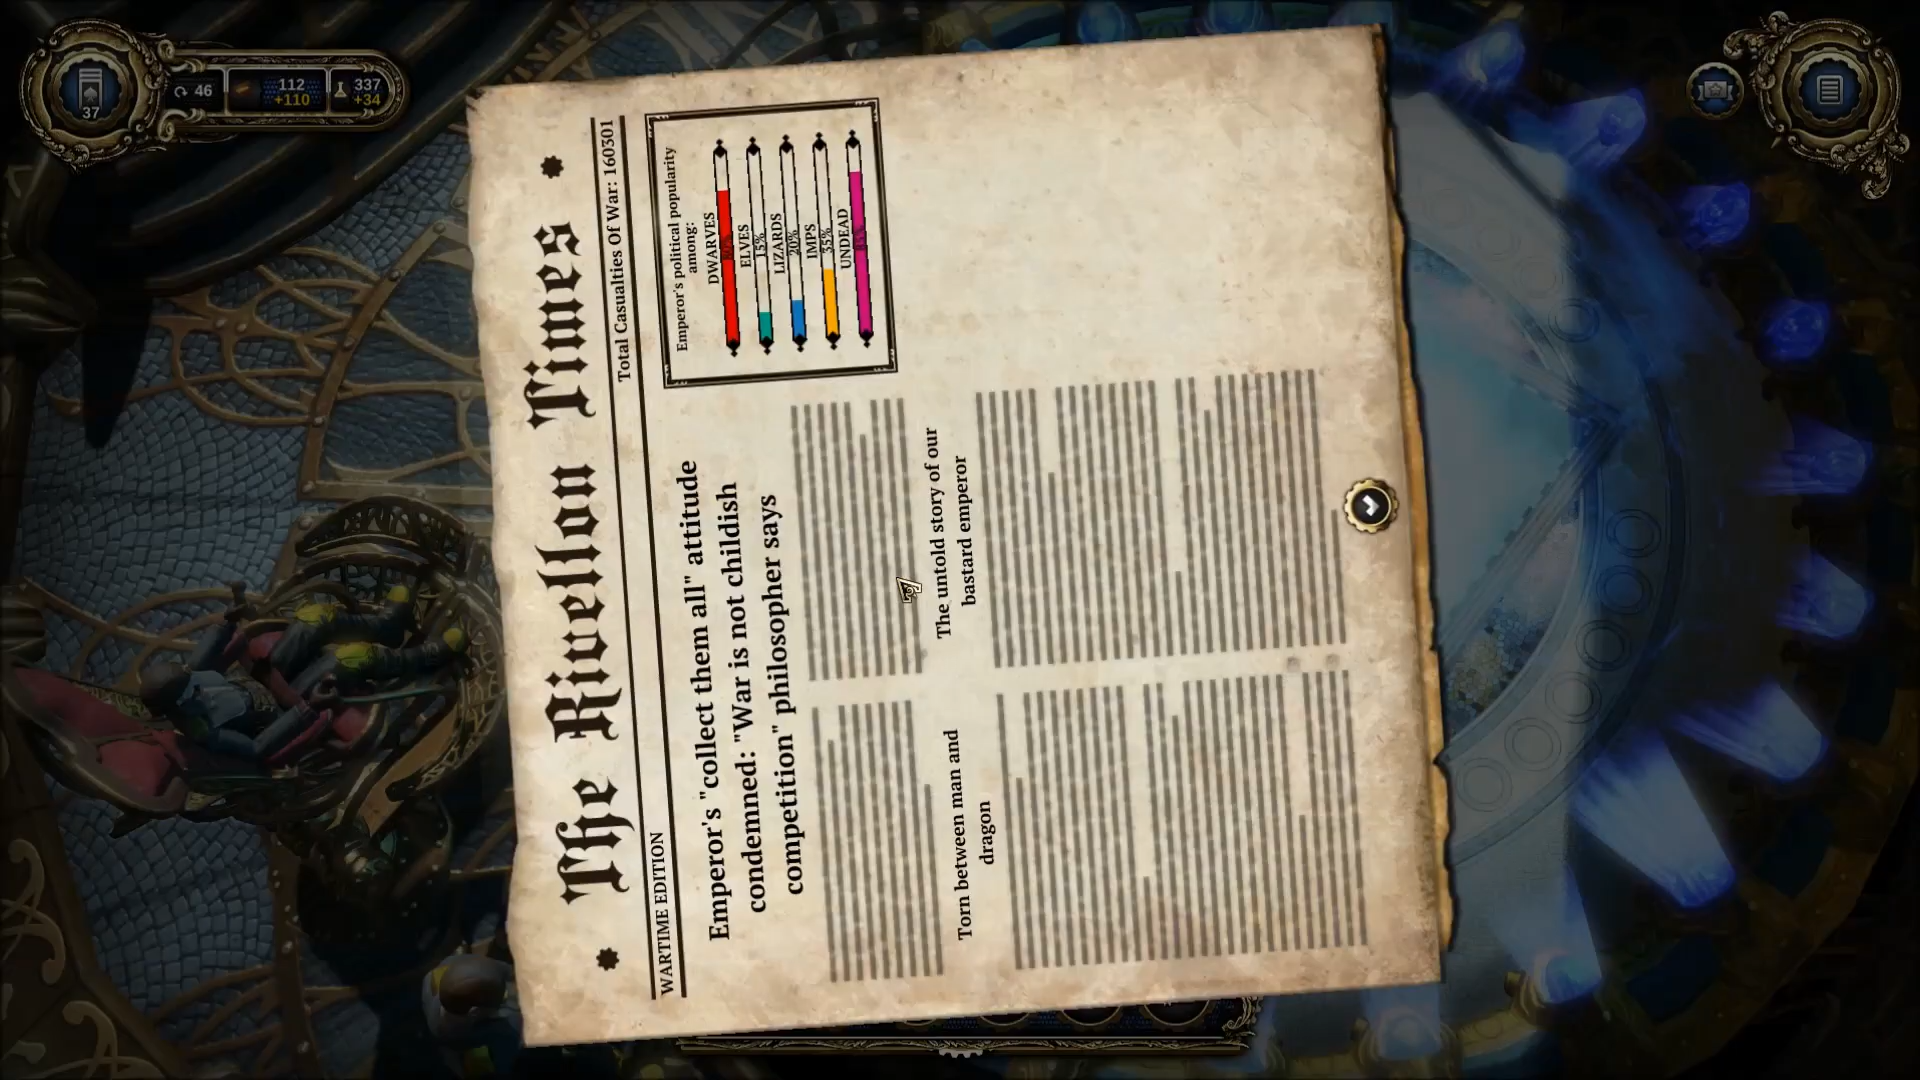 37
46
112
+110
337
+34
The Rivellon Times
WARTIME EDITION
Total Casualties Of War: 160301
Emperor's "collect them all" attitude
condemned: "War is not childish
competition" philosopher says
Torn between man and
dragon
The untold story of our
bastard emperor
Emperor's political popularity
among:
DWARVES
ELVES
15%
LIZARDS
20%
IMPS
35%
UNDEAD